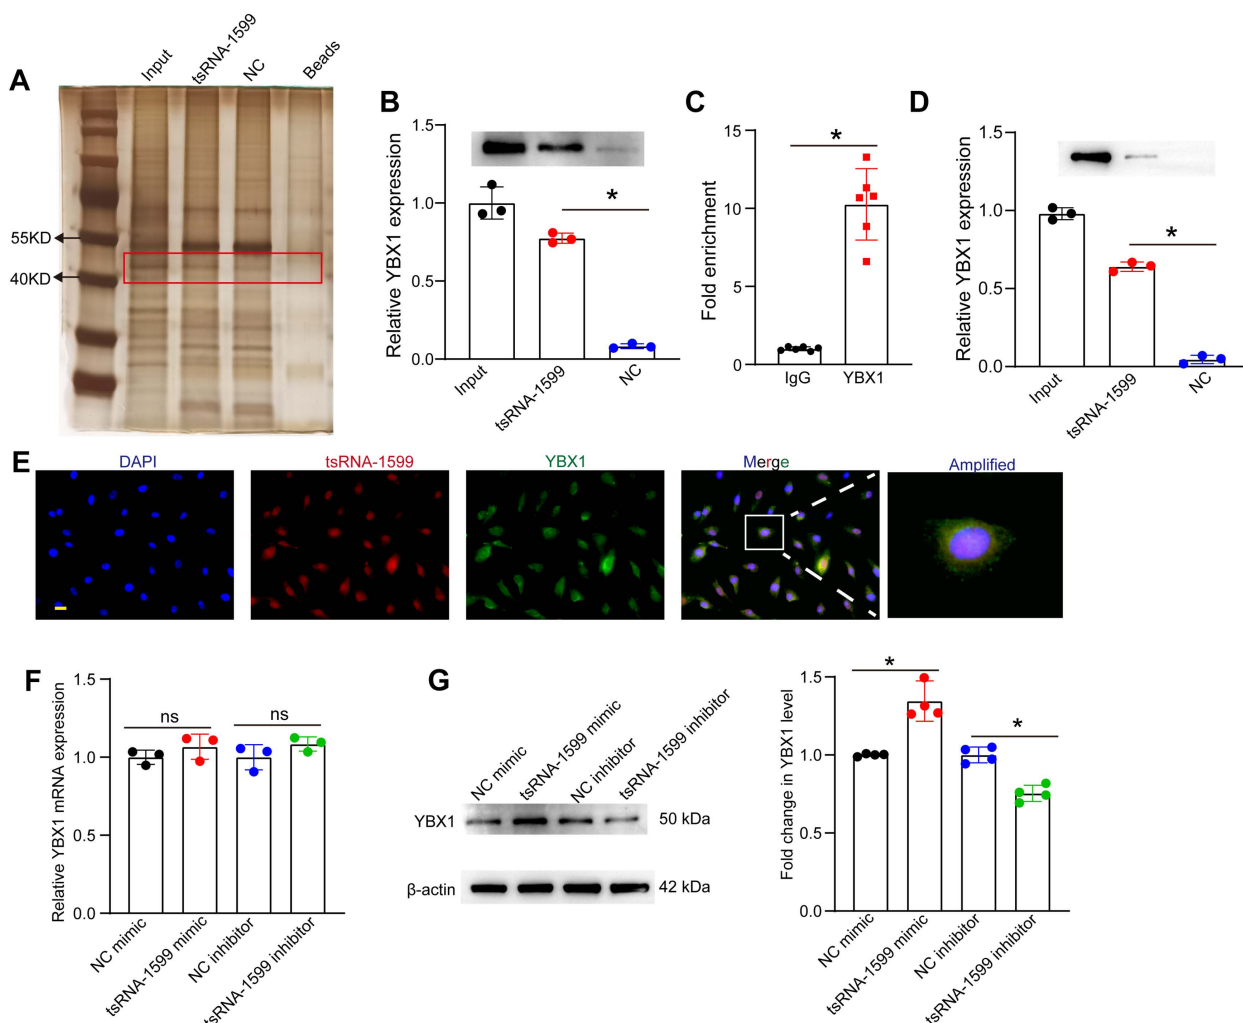 A
Input
tsRNA-1599
NC
Beads
55KD
40KD
B
Relative YBX1 expression
1.5
1.0
0.5
0.0
*
Input
tsRNA-1599
NC
C
Fold enrichment
15
10
5
0
*
IgG
YBX1
D
Relative YBX1 expression
1.5
1.0
0.5
0.0
*
Input
tsRNA-1599
NC
E
DAPI
tsRNA-1599
YBX1
Merge
Amplified
F
Relative YBX1 mRNA expression
1.5
1.0
0.5
0.0
ns
ns
NC mimic
tsRNA-1599 mimic
NC inhibitor
tsRNA-1599 inhibitor
G
NC mimic
tsRNA-1599 mimic
NC inhibitor
tsRNA-1599 inhibitor
YBX1
50 kDa
β-actin
42 kDa
Fold change in YBX1 level
1.5
1.0
0.5
0.0
*
*
NC mimic
tsRNA-1599 mimic
NC inhibitor
tsRNA-1599 inhibitor